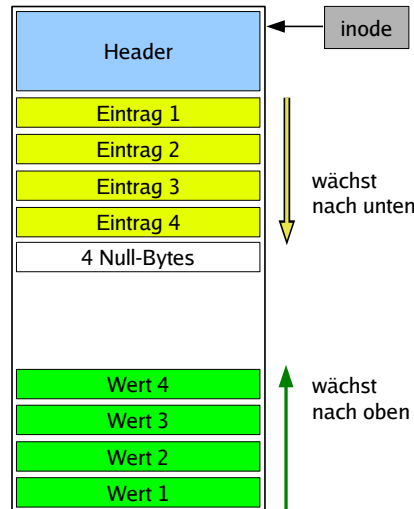 inode
Header
Eintrag 1
Eintrag 2
Eintrag 3
Eintrag 4
wächst
nach unten
4 Null-Bytes
Wert 4
wächst
nach oben
Wert 3
Wert 2
Wert 1